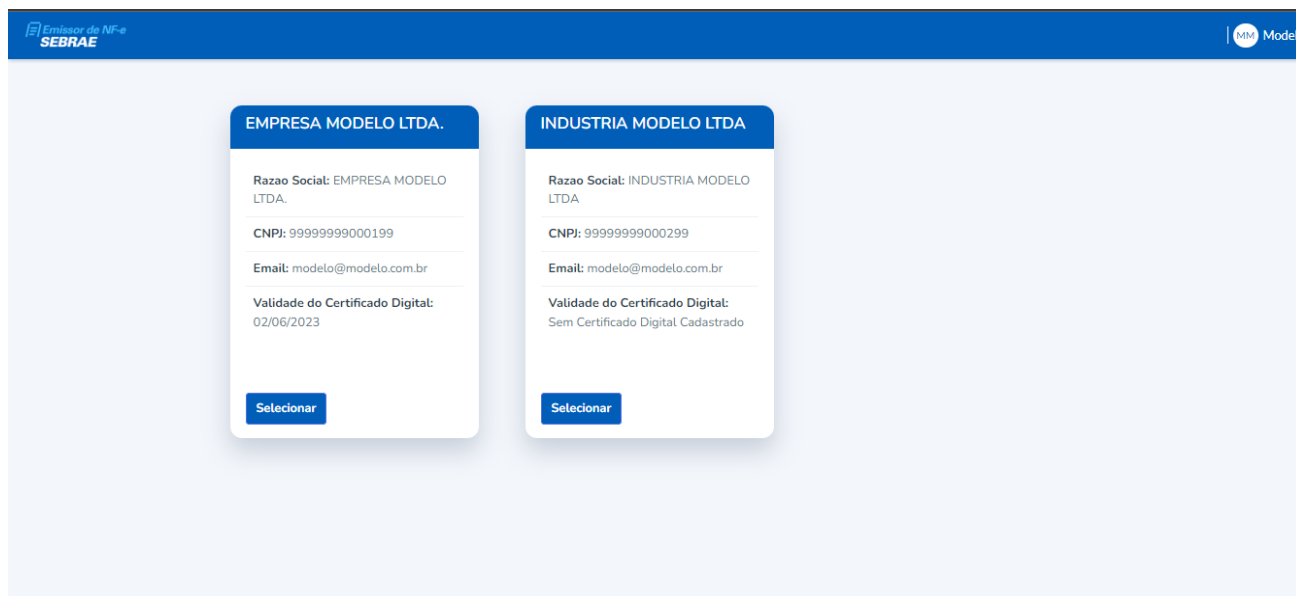 Emissor de NF-e
SEBRAE
MM Model
EMPRESA MODELO LTDA.
Razao Social: EMPRESA MODELO
LTDA.
CNPJ: 99999999000199
Email: modelo@modelo.com.br
Validade do Certificado Digital:
02/06/2023
Selecionar
INDUSTRIA MODELO LTDA
Razao Social: INDUSTRIA MODELO
LTDA
CNPJ: 99999999000299
Email: modelo@modelo.com.br
Validade do Certificado Digital:
Sem Certificado Digital Cadastrado
Selecionar